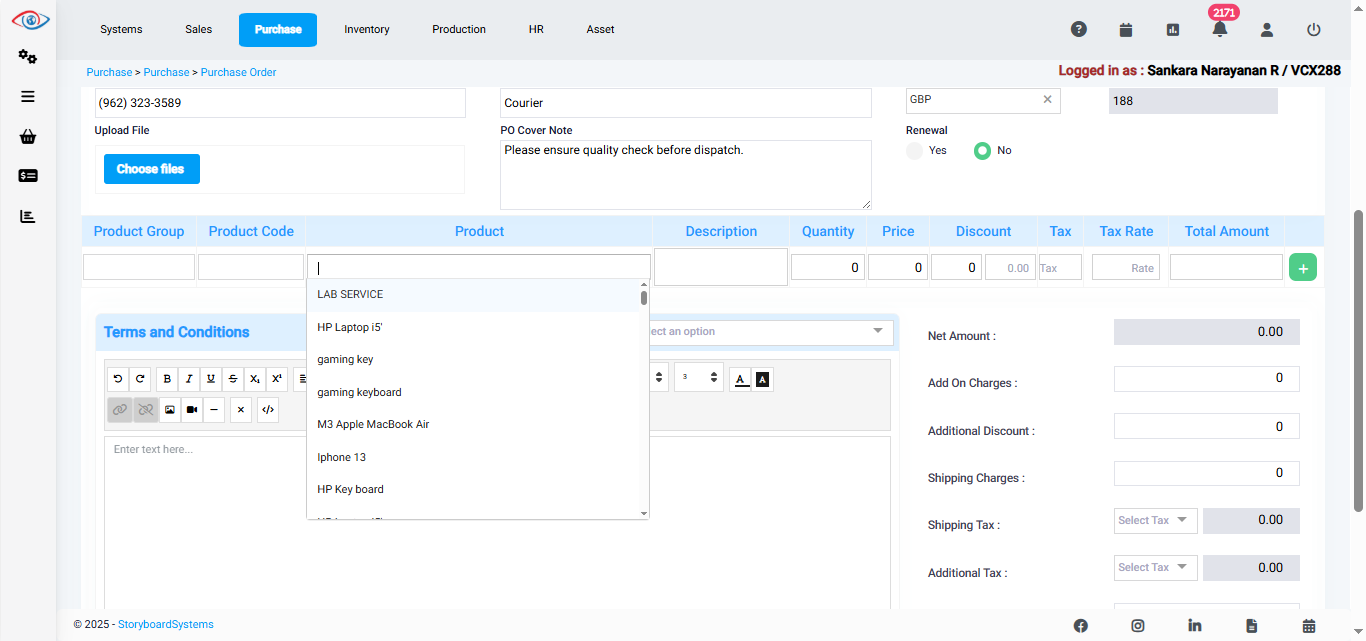 2171
Systems Sales Purchase Inventory Production HR Asset
Purchase > Purchase > Purchase Order
Logged in as : Sankara Narayanan R / VCX288
(962) 323-3589
Courier
GBP ×
188
Upload File
PO Cover Note
Renewal
Choose files
Please ensure quality check before dispatch.
Yes No
Product Group Product Code Product Description Quantity Price Discount Tax Tax Rate Total Amount
0 0 0 0.00 Tax Rate +
LAB SERVICE
HP Laptop i5'
gaming key
gaming keyboard
M3 Apple MacBook Air
Iphone 13
HP Key board
Terms and Conditions
ect an option
B I U S X₁ X¹
3 A A
Enter text here...
Net Amount : 0.00
Add On Charges : 0
Additional Discount : 0
Shipping Charges : 0
Shipping Tax : Select Tax 0.00
Additional Tax : Select Tax 0.00
© 2025 - StoryboardSystems